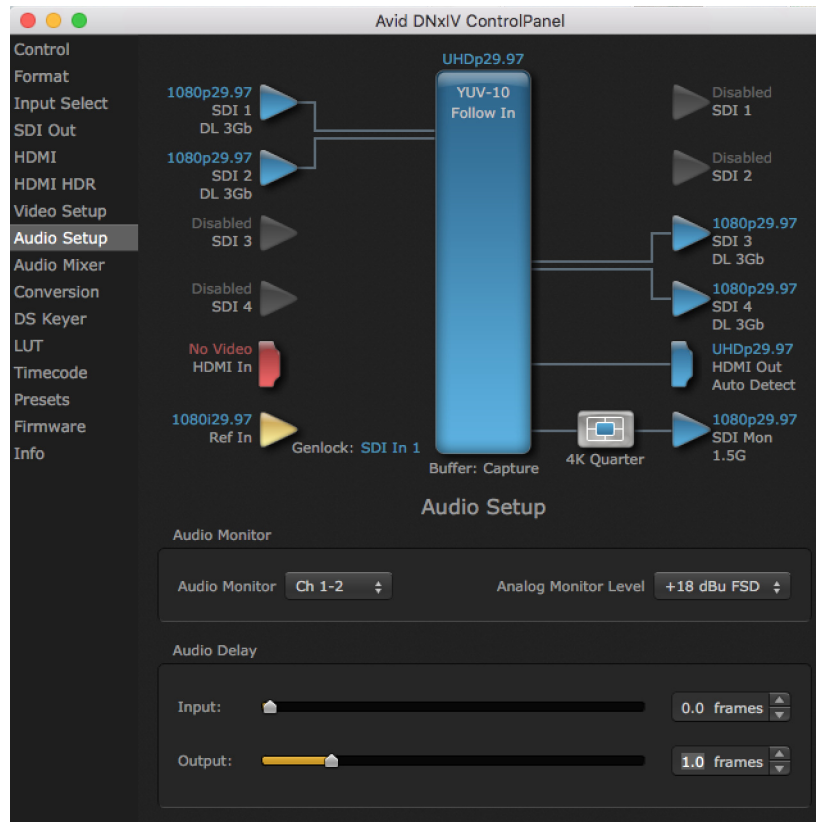 Avid DNxIV ControlPanel
Control
Format
Input Select
SDI Out
HDMI
HDMI HDR
Video Setup
Audio Setup
Audio Mixer
Conversion
DS Keyer
LUT
Timecode
Presets
Firmware
Info
1080p29.97
SDI 1
DL 3Gb
1080p29.97
SDI 2
DL 3Gb
Disabled
SDI 3
Disabled
SDI 4
No Video
HDMI In
1080i29.97
Ref In
Genlock: SDI In 1
UHDp29.97
YUV-10
Follow In
Buffer: Capture
Disabled
SDI 1
Disabled
SDI 2
1080p29.97
SDI 3
DL 3Gb
1080p29.97
SDI 4
DL 3Gb
UHDp29.97
HDMI Out
Auto Detect
4K Quarter
1080p29.97
SDI Mon
1.5G
Audio Setup
Audio Monitor
Audio Monitor Ch 1-2 Analog Monitor Level +18 dBu FSD
Audio Delay
Input: 0.0 frames
Output: 1.0 frames